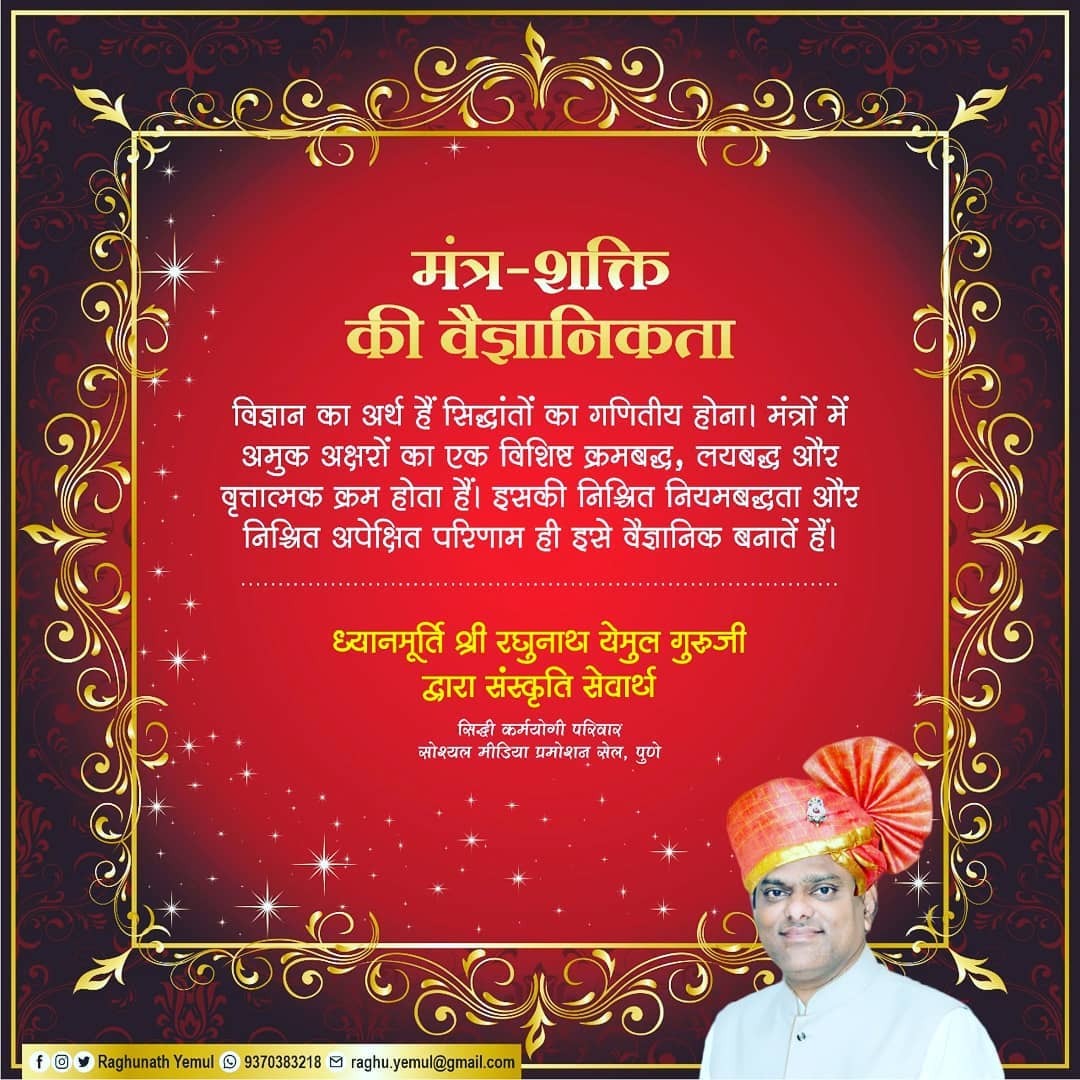 मंत्र-शक्ति
की वैज्ञानिकता
विज्ञान का अर्थ हैं सिद्धांतों का गणितीय होना। मंत्रों में
अमुक अक्षरों का एक विशिष्ट क्रमबद्ध, लयबद्ध और
वृत्तात्मक क्रम होता हैं। इसकी निश्चित नियमबद्धता और
निश्चित अपेक्षित परिणाम ही इसे वैज्ञानिक बनातें हैं।
ध्यानमूर्ति श्री रघुनाथ येमुल गुरुजी
द्वारा संस्कृति सेवार्थ
सिद्धी कर्मयोगी परिवार
सोश्यल मीडिया प्रमोशन सेल, पुणे
Raghunath Yemul 9370383218 raghu.yemul@gmail.com